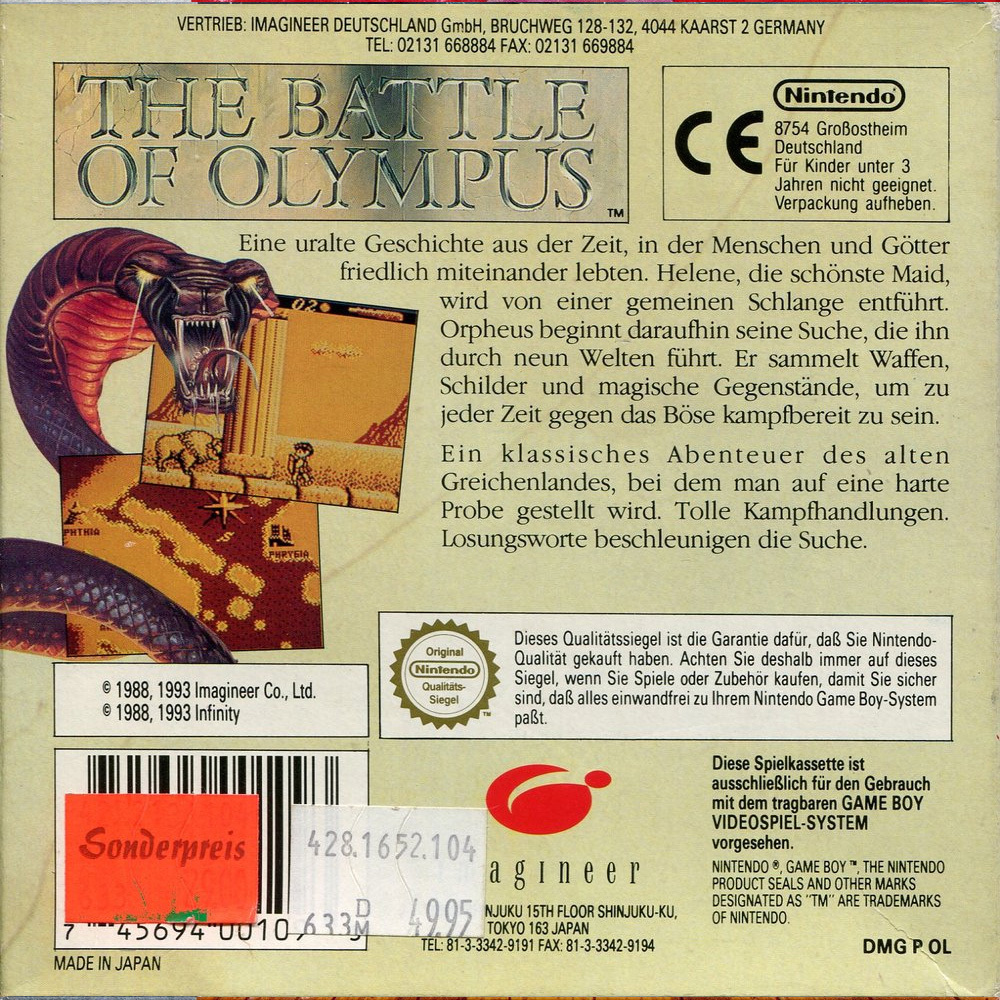 VERTRIEB: IMAGINEER DEUTSCHLAND GmbH, BRUCHWEG 128-132, 4044 KAARST 2 GERMANY
TEL: 02131 668884 FAX: 02131 669884
THE BATTLE
OF OLYMPUS™
Nintendo®
CE
8754 Großostheim
Deutschland
Für Kinder unter 3
Jahren nicht geeignet.
Verpackung aufheben.
Eine uralte Geschichte aus der Zeit, in der Menschen und Götter
friedlich miteinander lebten. Helene, die schönste Maid,
wird von einer gemeinen Schlange entführt.
Orpheus beginnt daraufhin seine Suche, die ihn
durch neun Welten führt. Er sammelt Waffen,
Schilder und magische Gegenstände, um zu
jeder Zeit gegen das Böse kampfbereit zu sein.
Ein klassisches Abenteuer des alten
Greichenlandes, bei dem man auf eine harte
Probe gestellt wird. Tolle Kampfhandlungen.
Losungsworte beschleunigen die Suche.
02
PHTHIA
S
PHRYGIA
Original
Nintendo
Qualitäts-
Siegel
™
Dieses Qualitätssiegel ist die Garantie dafür, daß Sie Nintendo-
Qualität gekauft haben. Achten Sie deshalb immer auf dieses
Siegel, wenn Sie Spiele oder Zubehör kaufen, damit Sie sicher
sind, daß alles einwandfrei zu Ihrem Nintendo Game Boy-System
paßt.
© 1988, 1993 Imagineer Co., Ltd.
© 1988, 1993 Infinity
Sonderpreis
428.1652.104
D
M
49.95
7 45694 0010 633
MADE IN JAPAN
agineer
NJUKU 15TH FLOOR SHINJUKU-KU,
TOKYO 163 JAPAN
TEL: 81-3-3342-9191 FAX: 81-3-3342-9194
Diese Spielkassette ist
ausschließlich für den Gebrauch
mit dem tragbaren GAME BOY
VIDEOSPIEL-SYSTEM
vorgesehen.
NINTENDO ®, GAME BOY ™, THE NINTENDO
PRODUCT SEALS AND OTHER MARKS
DESIGNATED AS "TM" ARE TRADEMARKS
OF NINTENDO.
DMG P OL